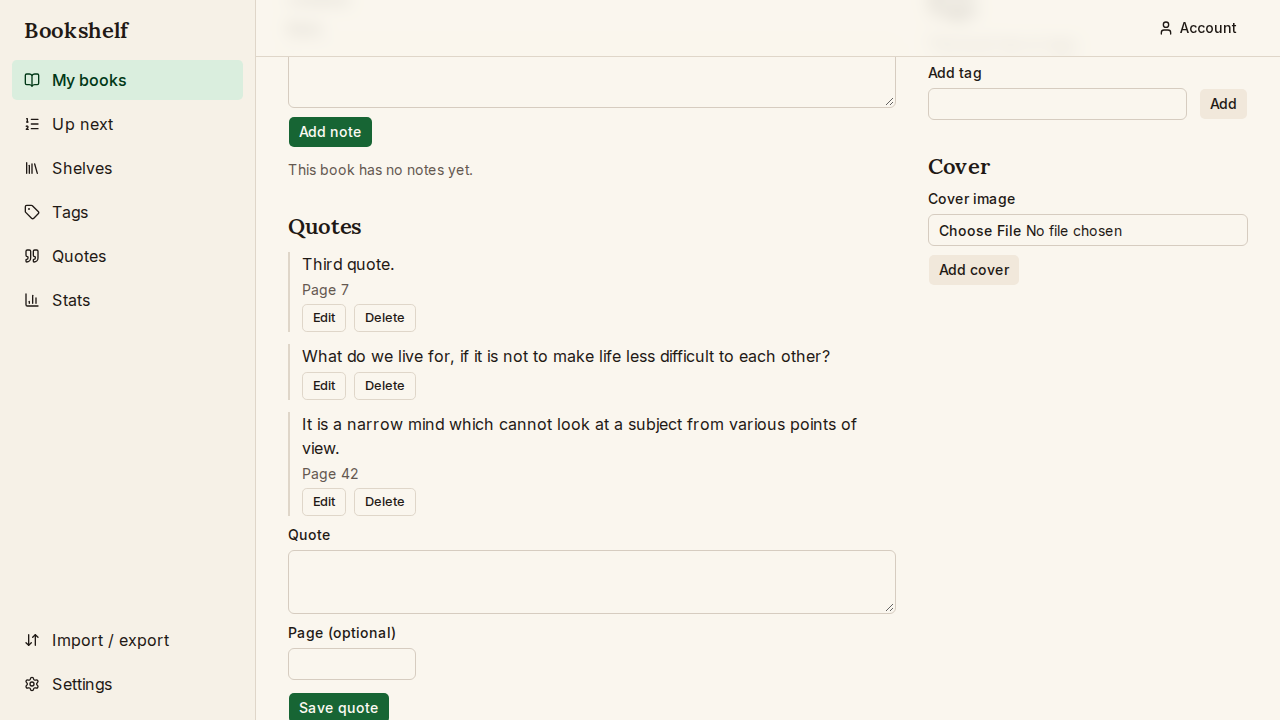 Bookshelf
My books
Up next
Shelves
Tags
Quotes
Stats
Import / export
Settings
Account
Add note
This book has no notes yet.
Quotes
Third quote.
Page 7
Edit Delete
What do we live for, if it is not to make life less difficult to each other?
Edit Delete
It is a narrow mind which cannot look at a subject from various points of
view.
Page 42
Edit Delete
Quote
Page (optional)
Save quote
Add tag
Add
Cover
Cover image
Choose File No file chosen
Add cover